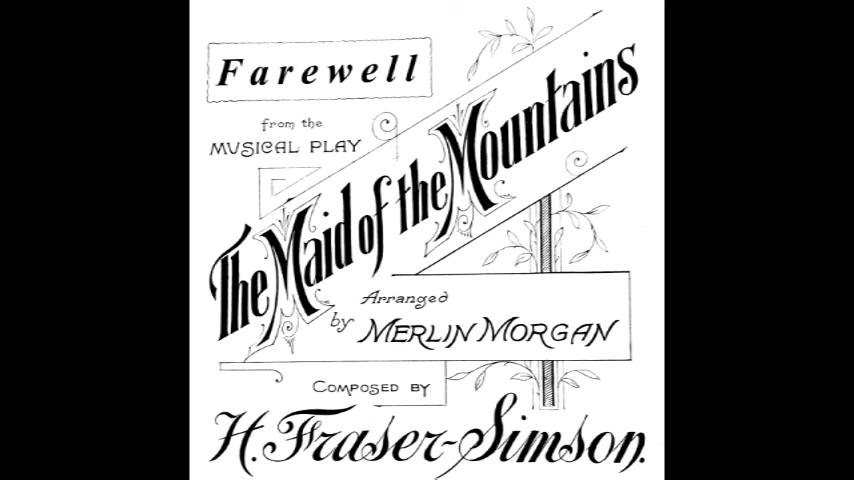 Farewell
from the
MUSICAL PLAY
The Maid of the Mountains
Arranged
by MERLIN MORGAN
COMPOSED BY
H. Fraser-Simson.